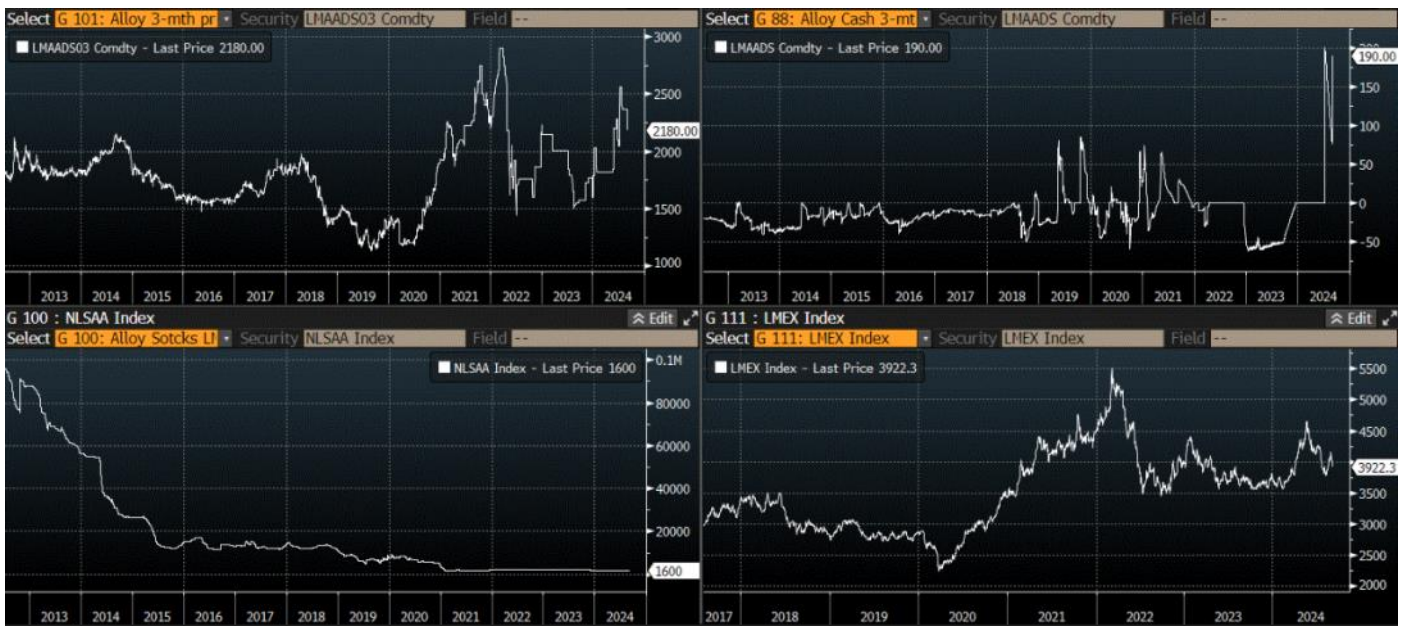 Select G 101: Alloy 3-mth pr Security LMAADS03 Comdty Field --
LMAADS03 Comdty - Last Price 2180.00
3000
2500
2180.00
2000
1500
1000
2013 2014 2015 2016 2017 2018 2019 2020 2021 2022 2023 2024
Select G 88: Alloy Cash 3-mt Security LMAADS Comdty Field --
LMAADS Comdty - Last Price 190.00
200
190.00
150
100
50
0
-50
2013 2014 2015 2016 2017 2018 2019 2020 2021 2022 2023 2024
G 100 : NLSAA Index Edit
Select G 100: Alloy Sotcks LM Security NLSAA Index Field --
NLSAA Index - Last Price 1600
0.1M
80000
60000
40000
20000
1600
2013 2014 2015 2016 2017 2018 2019 2020 2021 2022 2023 2024
G 111 : LMEX Index Edit
Select G 111: LMEX Index Security LMEX Index Field --
LMEX Index - Last Price 3922.3
5500
5000
4500
3922.3
3500
3000
2500
2000
2017 2018 2019 2020 2021 2022 2023 2024